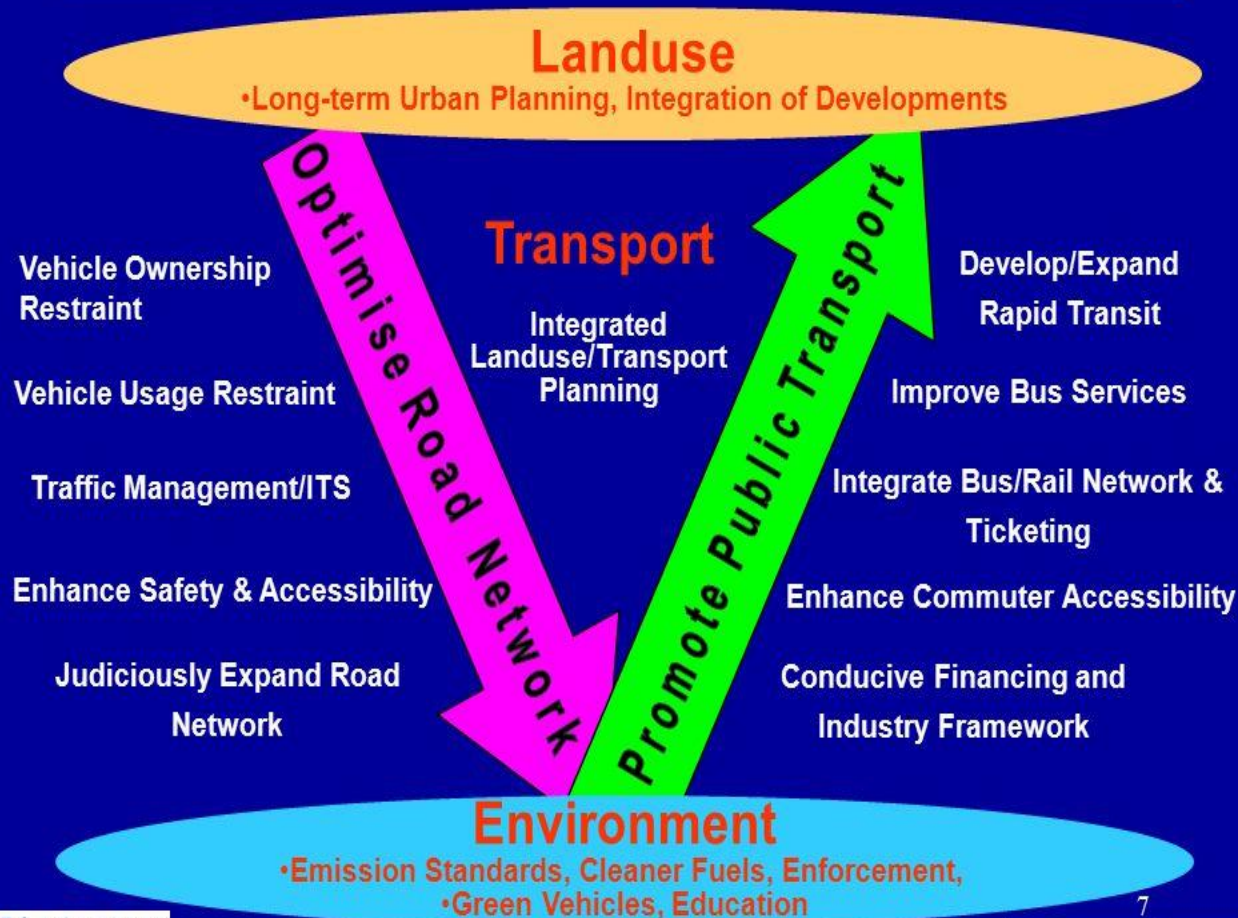 Landuse
•Long-term Urban Planning, Integration of Developments
Optimise Road Network
Vehicle Ownership
Restraint
Vehicle Usage Restraint
Traffic Management/ITS
Enhance Safety & Accessibility
Judiciously Expand Road
Network
Transport
Integrated
Landuse/Transport
Planning
Promote Public Transport
Develop/Expand
Rapid Transit
Improve Bus Services
Integrate Bus/Rail Network &
Ticketing
Enhance Commuter Accessibility
Conducive Financing and
Industry Framework
Environment
•Emission Standards, Cleaner Fuels, Enforcement,
•Green Vehicles, Education
7